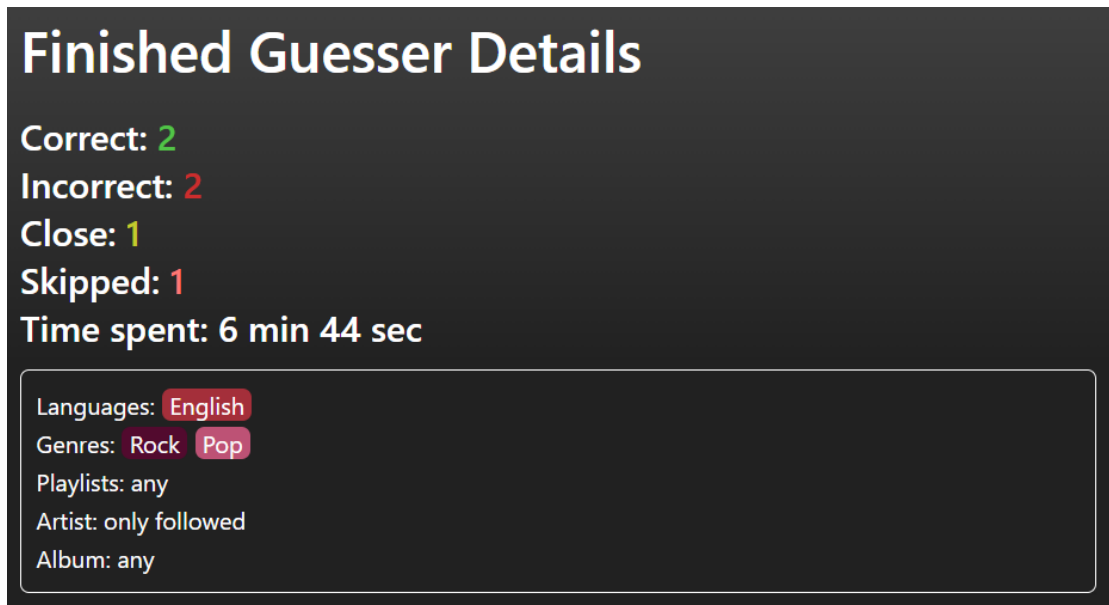 Finished Guesser Details
Correct: 2
Incorrect: 2
Close: 1
Skipped: 1
Time spent: 6 min 44 sec
Languages: English
Genres: Rock Pop
Playlists: any
Artist: only followed
Album: any